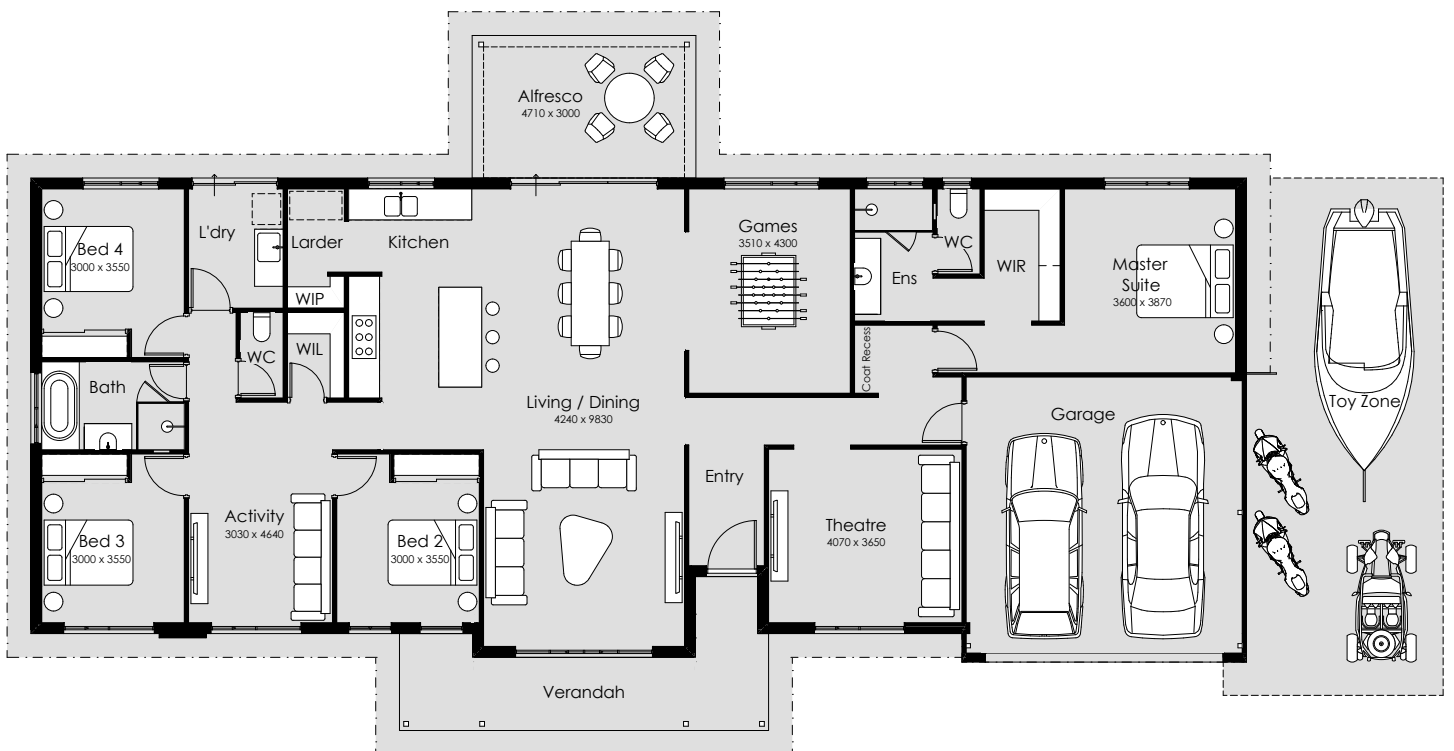 Alfresco
4710 x 3000
Bed 4
3000 x 3550
L'dry
Larder
Kitchen
Games
3510 x 4300
WC
Ens
WIR
Master
Suite
3600 x 3870
WIP
WIL
WC
Bath
Coat Recess
Living / Dining
4240 x 9830
Garage
Toy Zone
Entry
Activity
3030 x 4640
Bed 3
3000 x 3550
Bed 2
3000 x 3550
Theatre
4070 x 3650
Verandah